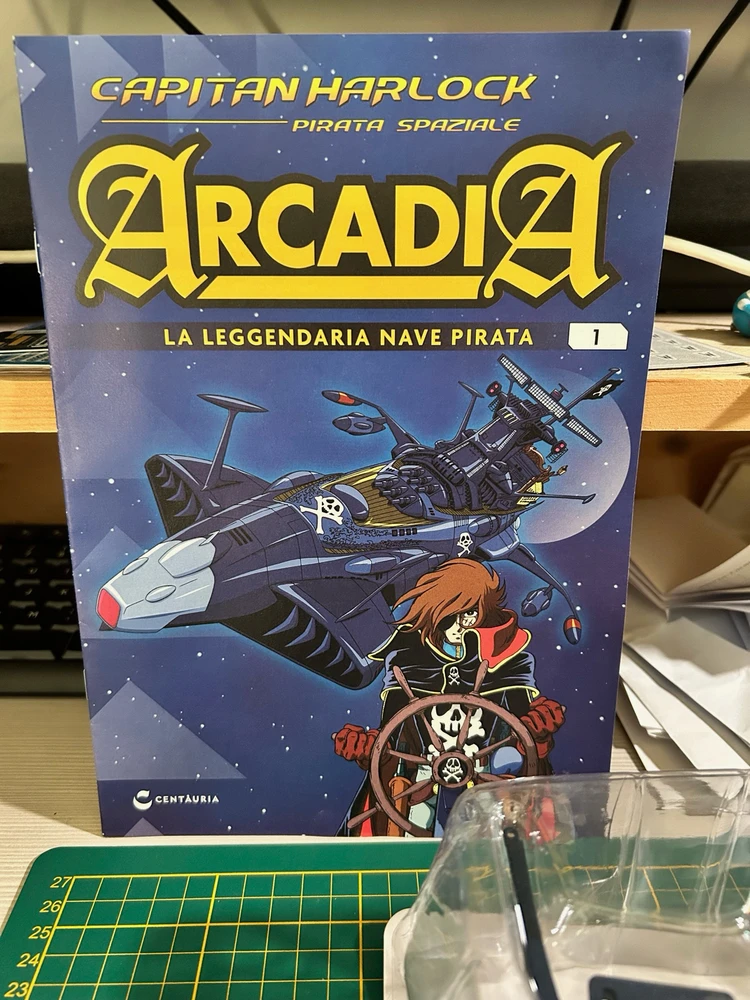 CAPITAN HARLOCK
PIRATA SPAZIALE
ARCADIA
LA LEGGENDARIA NAVE PIRATA 1
CENTAURIA
27
26
25
24
23